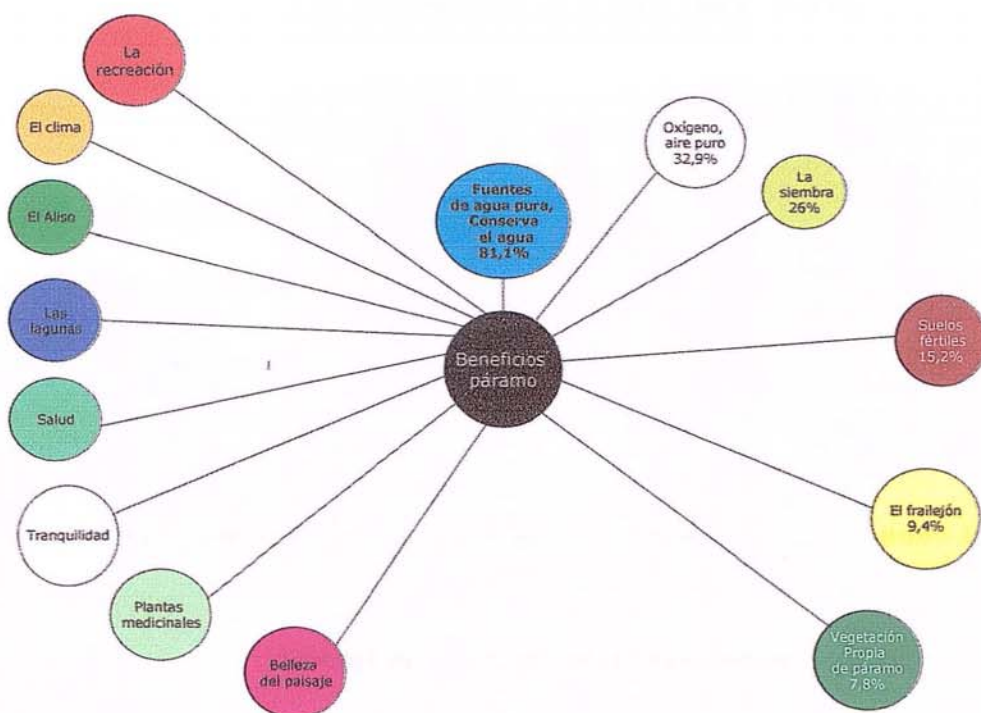 La
recreación
El clima
El Aliso
Las
lagunas
Salud
Tranquilidad
Plantas
medicinales
Belleza
del paisaje
Fuentes
de agua pura,
Conserva
el agua
81,1%
Beneficios
páramo
Oxígeno,
aire puro
32,9%
La
siembra
26%
Suelos
fértiles
15,2%
El frailejón
9,4%
Vegetación
Propia
de páramo
7,8%